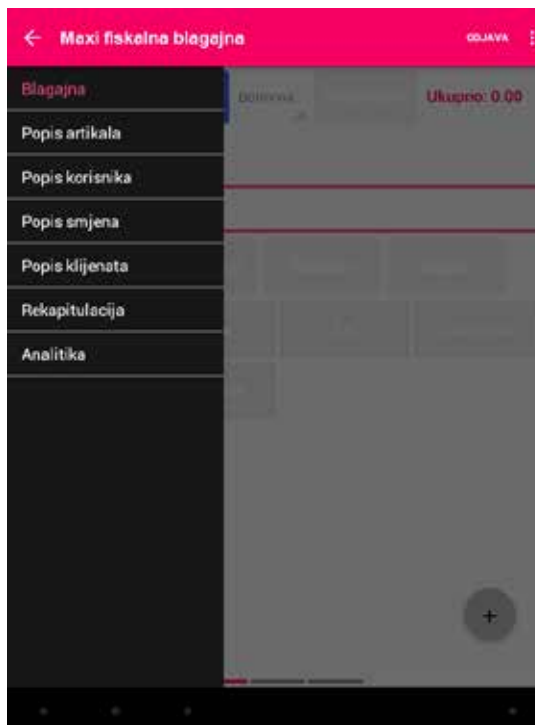 Maxi fiskalna blagajna
ODJAVA
Blagajna
Ukupno: 0.00
Popis artikala
Popis korisnika
Popis smjena
Popis klijenata
Rekapitulacija
Analitika
+